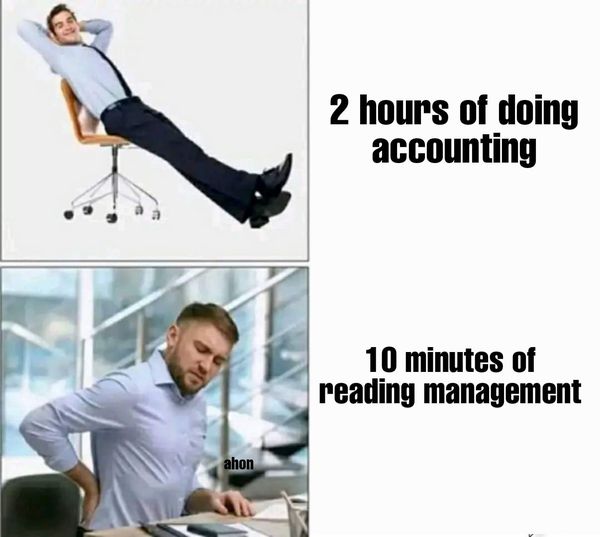 2 hours of doing
accounting
10 minutes of
reading management
ahon